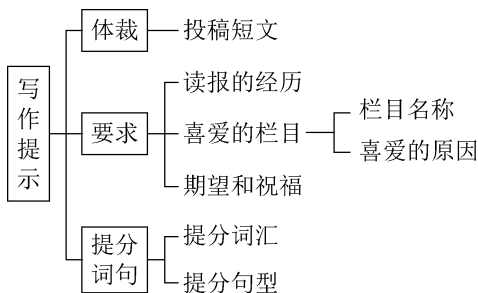 写作提示
体裁
投稿短文
要求
读报的经历
喜爱的栏目
栏目名称
喜爱的原因
期望和祝福
提分词句
提分词汇
提分句型